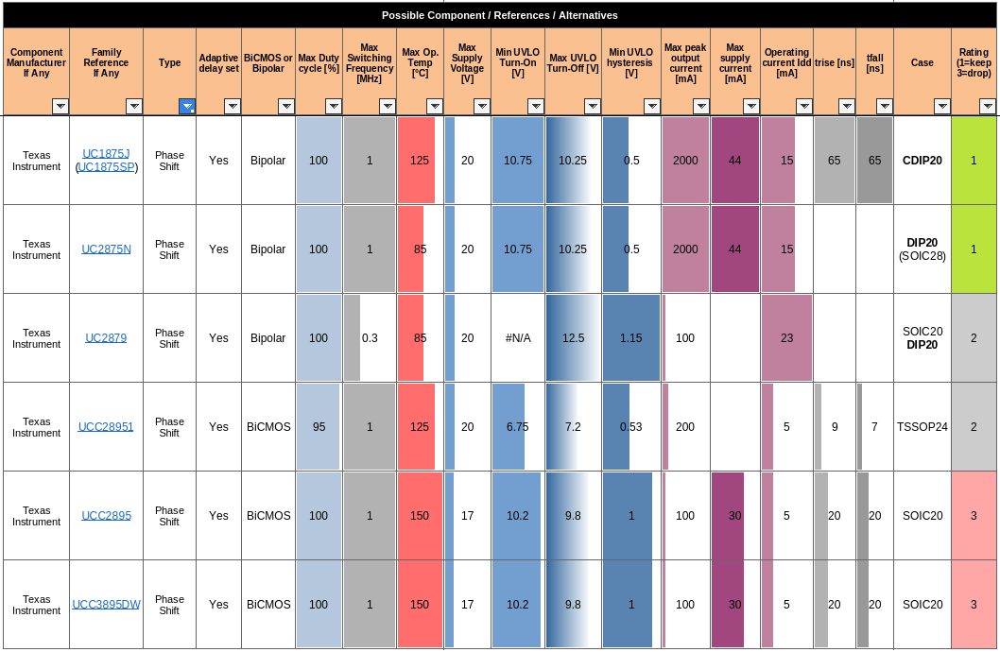 Possible Component / References / Alternatives
Component Manufacturer If Any | Family Reference If Any | Type | Adaptive delay set | BiCMOS or Bipolar | Max Duty cycle [%] | Max Switching Frequency [MHz] | Max Op. Temp [°C] | Max Supply Voltage [V] | Min UVLO Turn-On [V] | Max UVLO Turn-Off [V] | Min UVLO hysteresis [V] | Max peak output current [mA] | Max supply current [mA] | Operating current Idd [mA] | trise [ns] | tfall [ns] | Case | Rating (1=keep 3=drop)
Texas Instrument | UC1875J (UC1875SP) | Phase Shift | Yes | Bipolar | 100 | 1 | 125 | 20 | 10.75 | 10.25 | 0.5 | 2000 | 44 | 15 | 65 | 65 | CDIP20 | 1
Texas Instrument | UC2875N | Phase Shift | Yes | Bipolar | 100 | 1 | 85 | 20 | 10.75 | 10.25 | 0.5 | 2000 | 44 | 15 | DIP20 (SOIC28) | 1
Texas Instrument | UC2879 | Phase Shift | Yes | Bipolar | 100 | 0.3 | 85 | 20 | #N/A | 12.5 | 1.15 | 100 | 23 | SOIC20 DIP20 | 2
Texas Instrument | UCC28951 | Phase Shift | Yes | BiCMOS | 95 | 1 | 125 | 20 | 6.75 | 7.2 | 0.53 | 200 | 5 | 9 | 7 | TSSOP24 | 2
Texas Instrument | UCC2895 | Phase Shift | Yes | BiCMOS | 100 | 1 | 150 | 17 | 10.2 | 9.8 | 1 | 100 | 30 | 5 | 20 | 20 | SOIC20 | 3
Texas Instrument | UCC3895DW | Phase Shift | Yes | BiCMOS | 100 | 1 | 150 | 17 | 10.2 | 9.8 | 1 | 100 | 30 | 5 | 20 | 20 | SOIC20 | 3